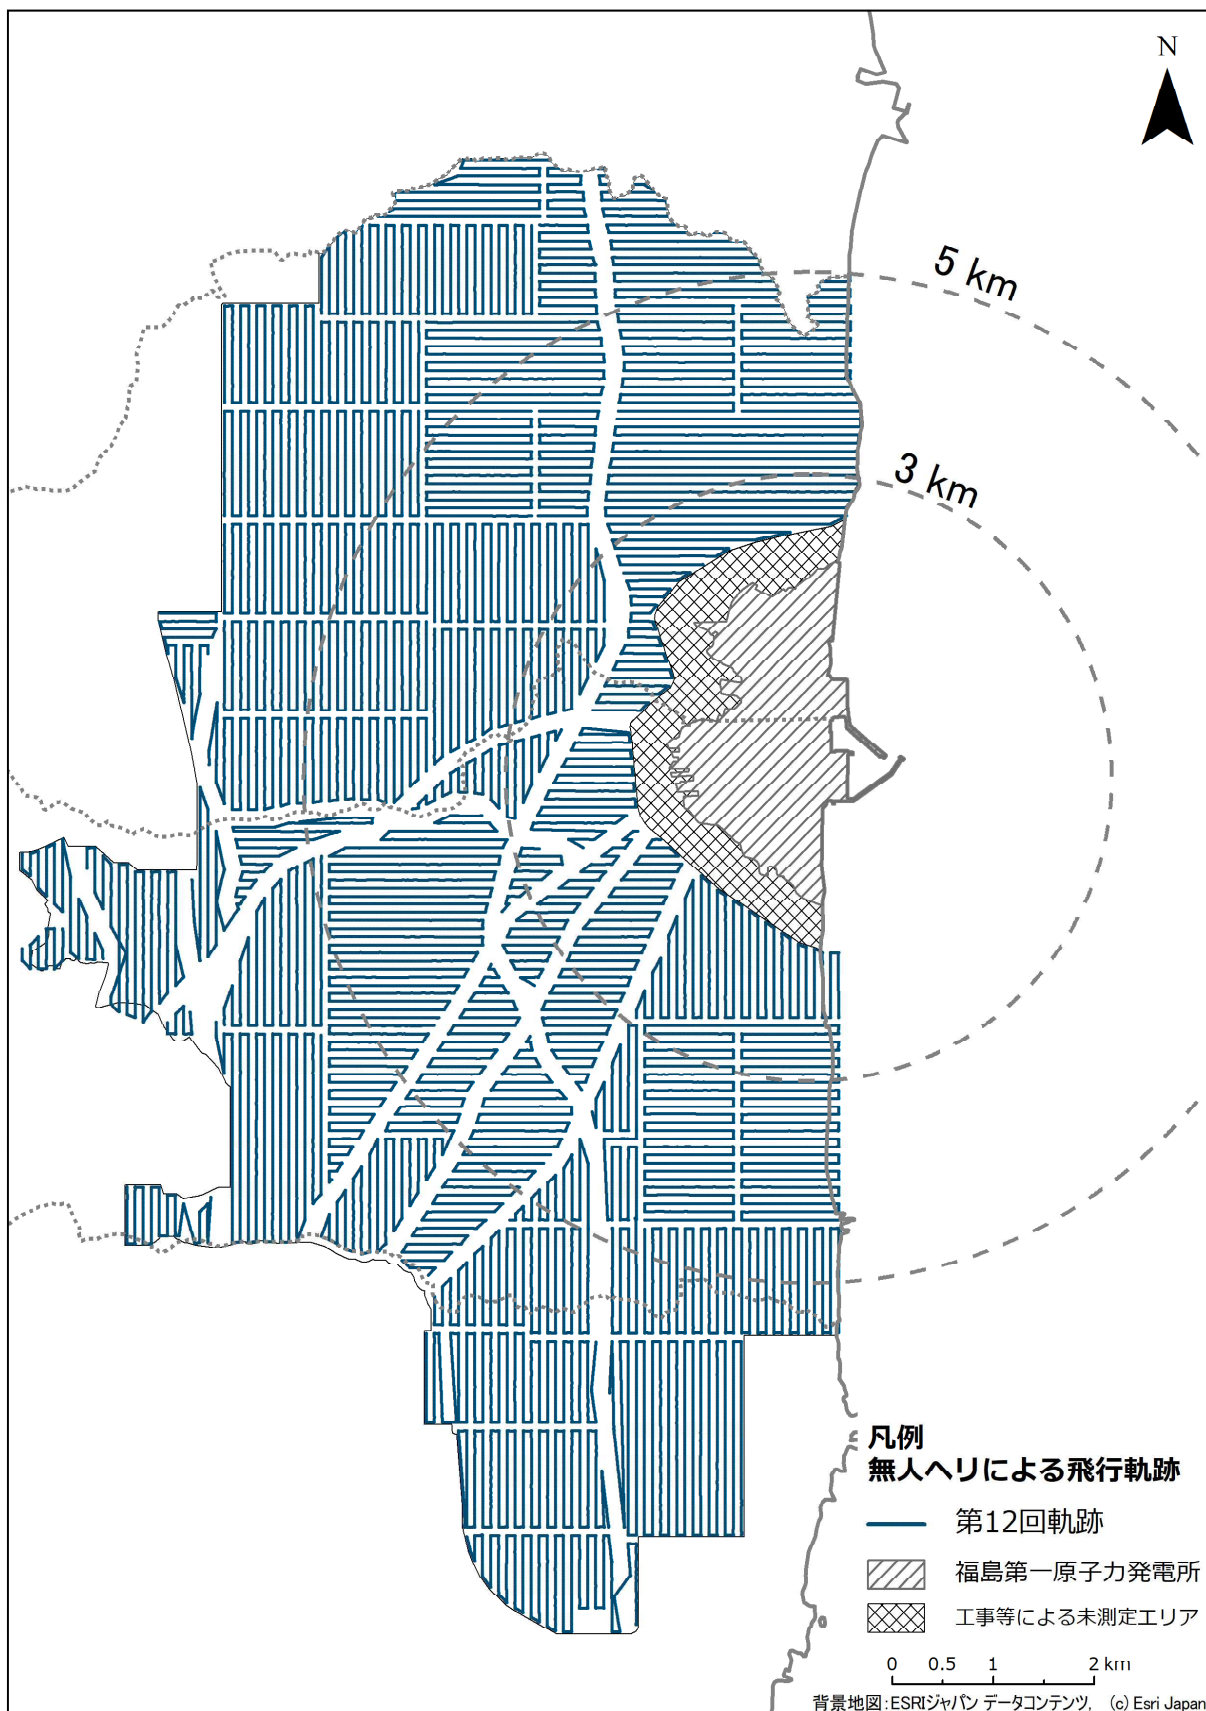 N
5 km
3 km
凡例
無人ヘリによる飛行軌跡
第12回軌跡
福島第一原子力発電所
工事等による未測定エリア
0 0.5 1 2 km
背景地図:ESRIジャパン データコンテンツ, (c) Esri Japan